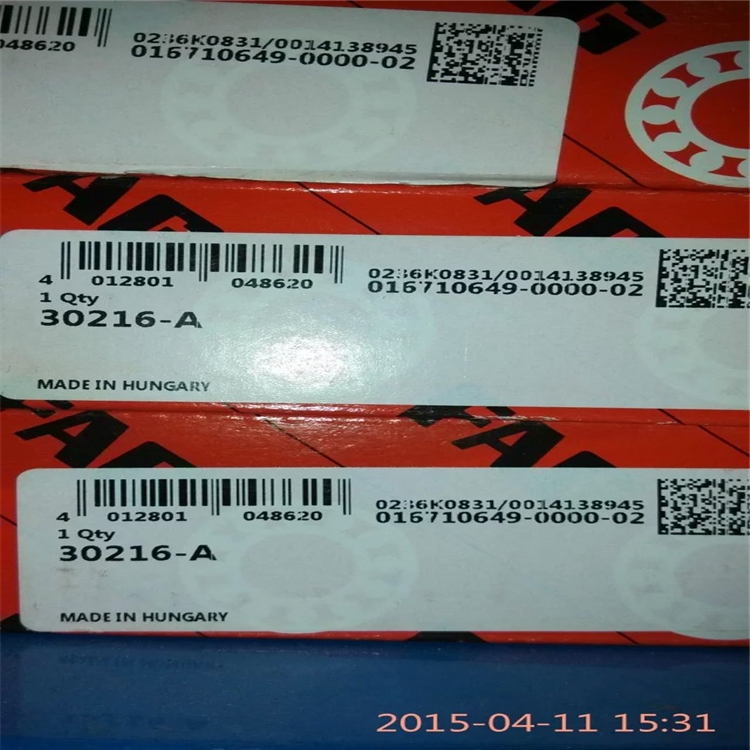 048620
0236K0831/0014138945
016710649-0000-02
FAG
4 012801 048620
0236K0831/0014138945
016710649-0000-02
1 Qty
30216-A
MADE IN HUNGARY
FAG
4 012801 048620
0236K0831/0014138945
016710649-0000-02
1 Qty
30216-A
MADE IN HUNGARY
2015-04-11 15:31